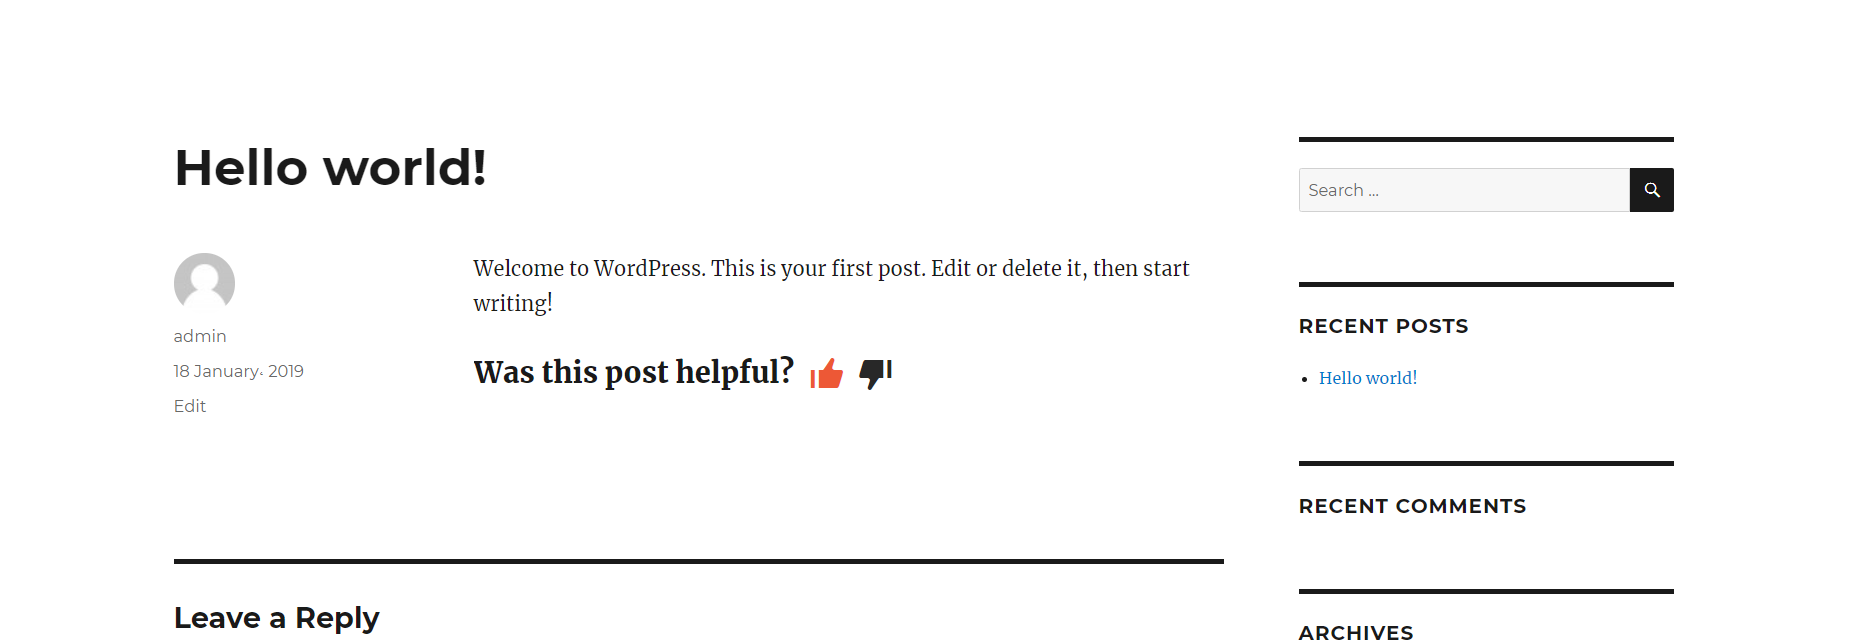 Hello world!
admin
18 January، 2019
Edit
Welcome to WordPress. This is your first post. Edit or delete it, then start
writing!
Was this post helpful?
Leave a Reply
Search …
RECENT POSTS
Hello world!
RECENT COMMENTS
ARCHIVES